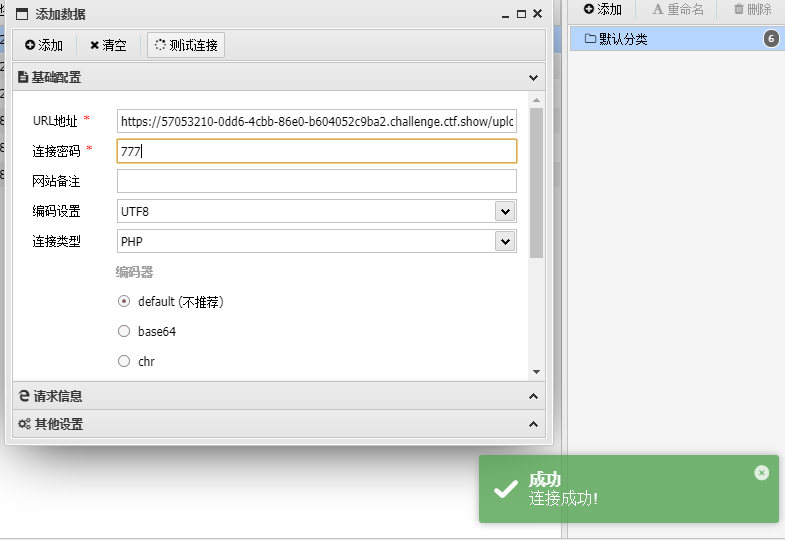 添加数据
添加 清空 测试连接
基础配置
URL地址 * https://57053210-0dd6-4cbb-86e0-b604052c9ba2.challenge.ctf.show/uplo
连接密码 * 777
网站备注
编码设置 UTF8
连接类型 PHP
编码器
default (不推荐)
base64
chr
请求信息
其他设置
添加 重命名 删除
默认分类 6
成功
连接成功!